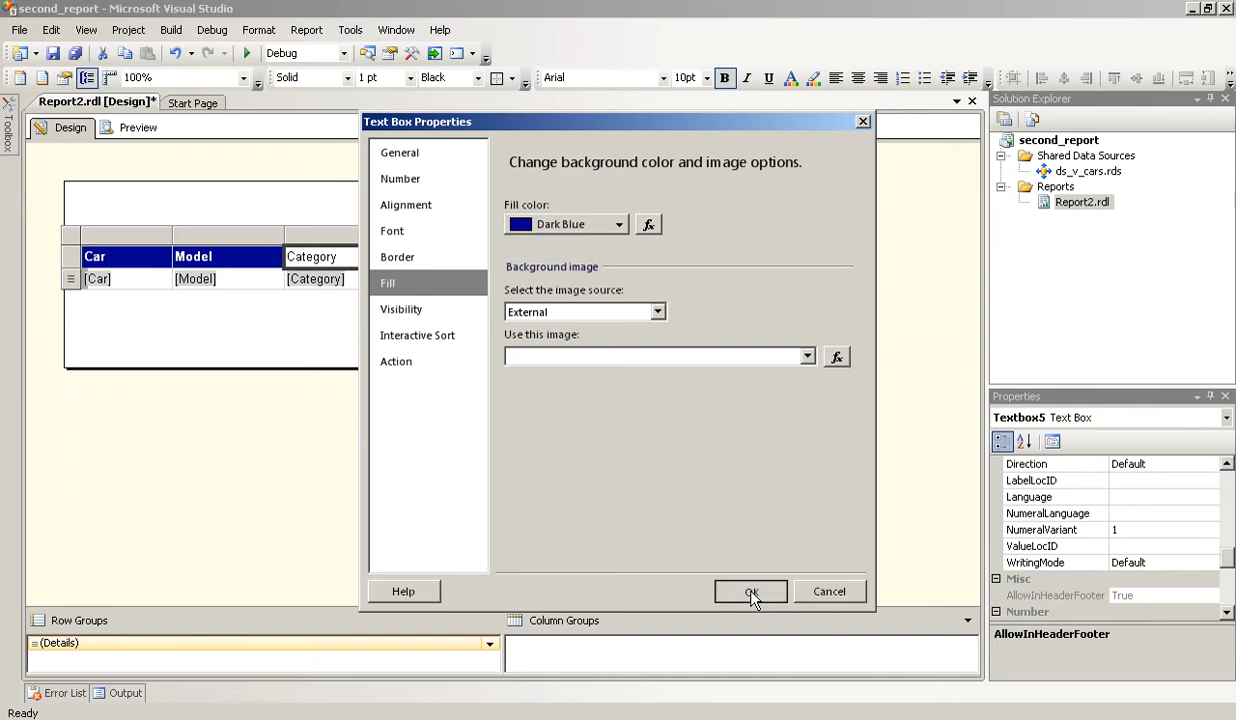 second_report - Microsoft Visual Studio
File Edit View Project Build Debug Format Report Tools Window Help
Debug
100% Solid 1 pt Black Arial 10pt B I U A
Report2.rdl [Design]* Start Page
Design Preview
Toolbox
Car Model Category
[Car] [Model] [Category]
Text Box Properties
General
Number
Alignment
Font
Border
Fill
Visibility
Interactive Sort
Action
Change background color and image options.
Fill color:
Dark Blue fx
Background image
Select the image source:
External
Use this image:
fx
Help OK Cancel
Solution Explorer
second_report
Shared Data Sources
ds_v_cars.rds
Reports
Report2.rdl
Properties
Textbox5 Text Box
Direction Default
LabelLocID
Language
NumeralLanguage
NumeralVariant 1
ValueLocID
WritingMode Default
Misc
AllowInHeaderFooter True
Number
AllowInHeaderFooter
Row Groups Column Groups
(Details)
Error List Output
Ready